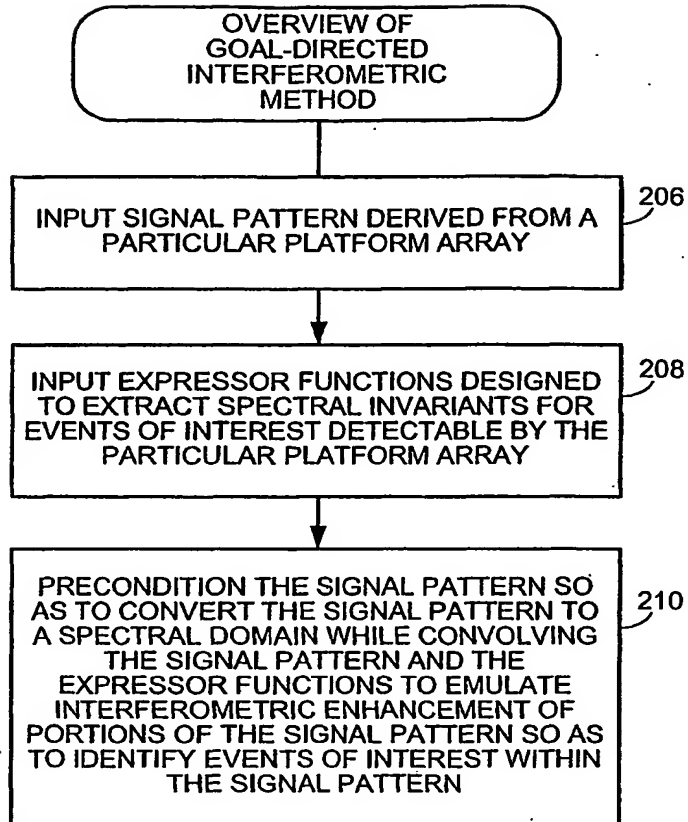 OVERVIEW OF
GOAL-DIRECTED
INTERFEROMETRIC
METHOD
206
INPUT SIGNAL PATTERN DERIVED FROM A
PARTICULAR PLATFORM ARRAY
208
INPUT EXPRESSOR FUNCTIONS DESIGNED
TO EXTRACT SPECTRAL INVARIANTS FOR
EVENTS OF INTEREST DETECTABLE BY THE
PARTICULAR PLATFORM ARRAY
210
PRECONDITION THE SIGNAL PATTERN SO
AS TO CONVERT THE SIGNAL PATTERN TO
A SPECTRAL DOMAIN WHILE CONVOLVING
THE SIGNAL PATTERN AND THE
EXPRESSOR FUNCTIONS TO EMULATE
INTERFEROMETRIC ENHANCEMENT OF
PORTIONS OF THE SIGNAL PATTERN SO AS
TO IDENTIFY EVENTS OF INTEREST WITHIN
THE SIGNAL PATTERN